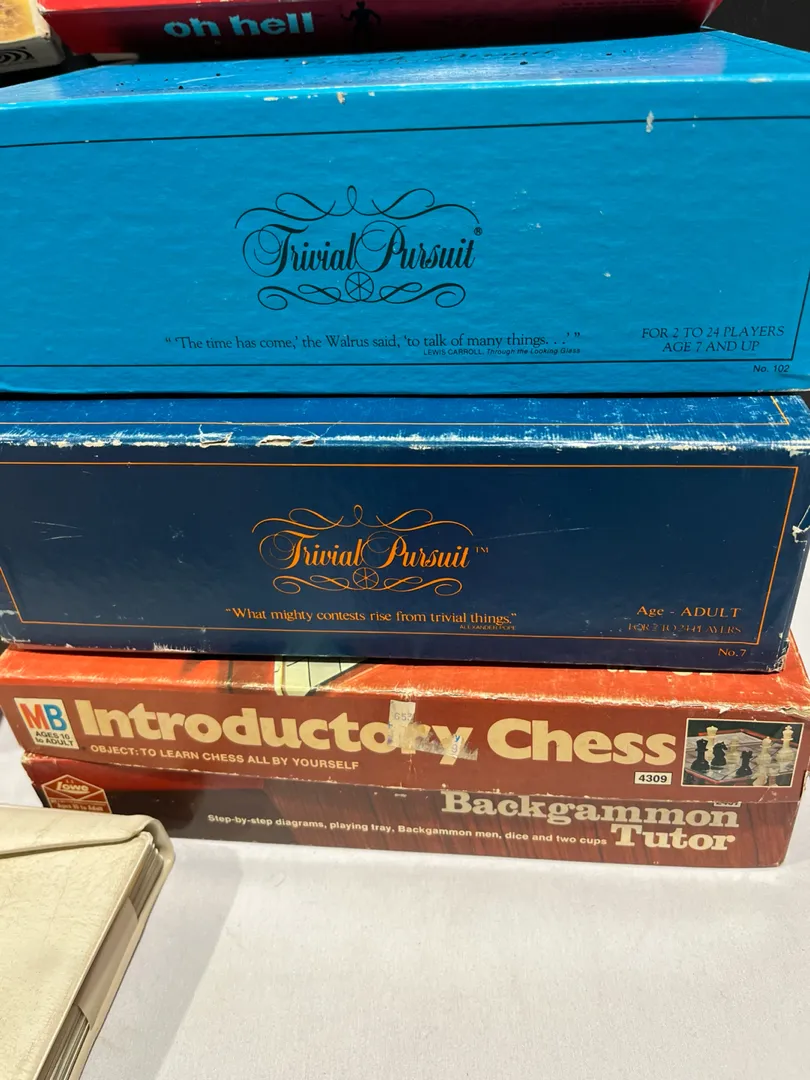 oh hell
Trivial Pursuit®
" 'The time has come,' the Walrus said, 'to talk of many things. . .' "
LEWIS CARROLL, Through the Looking Glass
FOR 2 TO 24 PLAYERS
AGE 7 AND UP
No. 102
Trivial Pursuit™
"What mighty contests rise from trivial things."
ALEXANDER POPE
Age - ADULT
FOR 2 TO 24 PLAYERS
No. 7
MB
AGES 10
to ADULT
Introductory Chess
OBJECT: TO LEARN CHESS ALL BY YOURSELF
4309
Lowe
Backgammon
Tutor
Step-by-step diagrams, playing tray, Backgammon men, dice and two cups